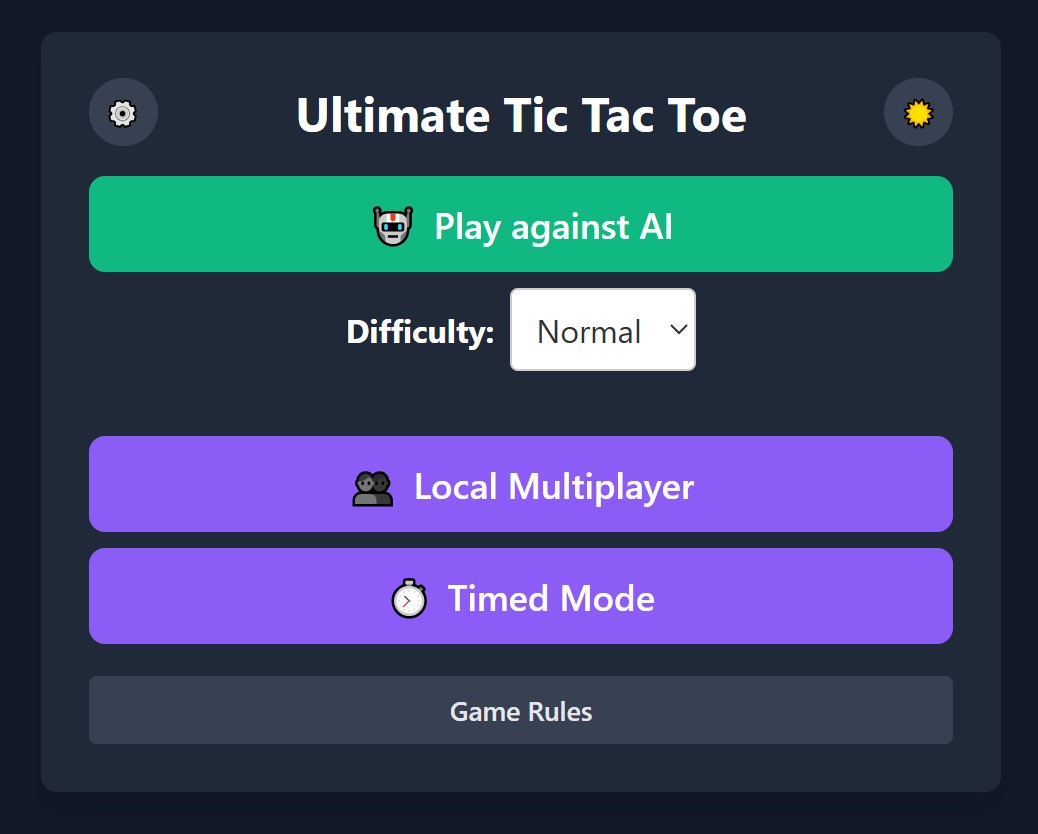 Ultimate Tic Tac Toe
Play against AI
Difficulty: Normal
Local Multiplayer
Timed Mode
Game Rules